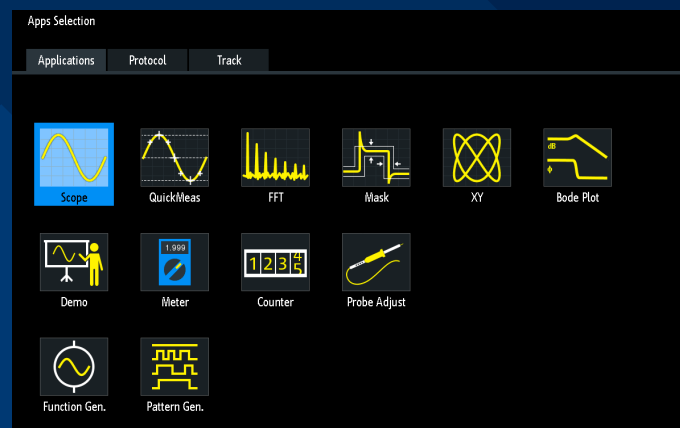 Apps Selection
Applications Protocol Track
Scope QuickMeas FFT Mask XY Bode Plot
dB
ϕ
1.999
1 2 3 4 5
Demo Meter Counter Probe Adjust
Function Gen. Pattern Gen.